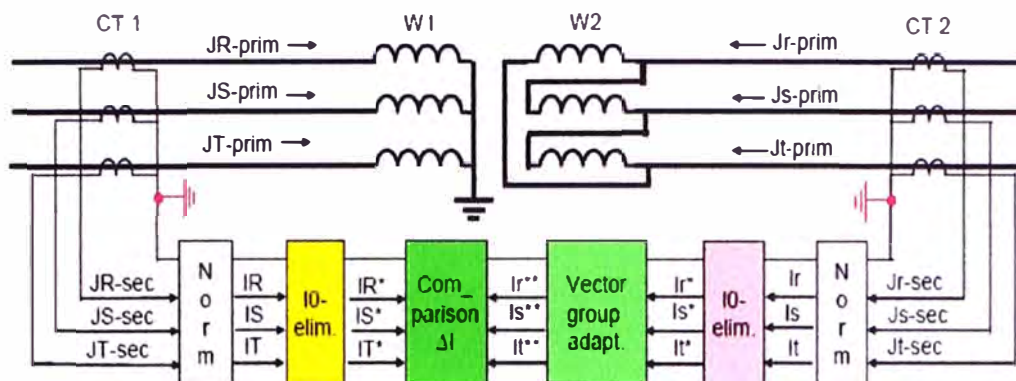 CT 1
W1
W2
CT 2
JR-prim
Jr-prim
JS-prim
Js-prim
JT-prim
Jt-prim
JR-sec
JS-sec
JT-sec
Norm
IR
IS
IT
I0-
elim.
IR*
IS*
IT*
Com_
parison
ΔI
Ir**
Is**
It**
Vector
group
adapt.
Ir*
Is*
It*
I0-
elim.
Ir
Is
It
Norm
Jr-sec
Js-sec
Jt-sec